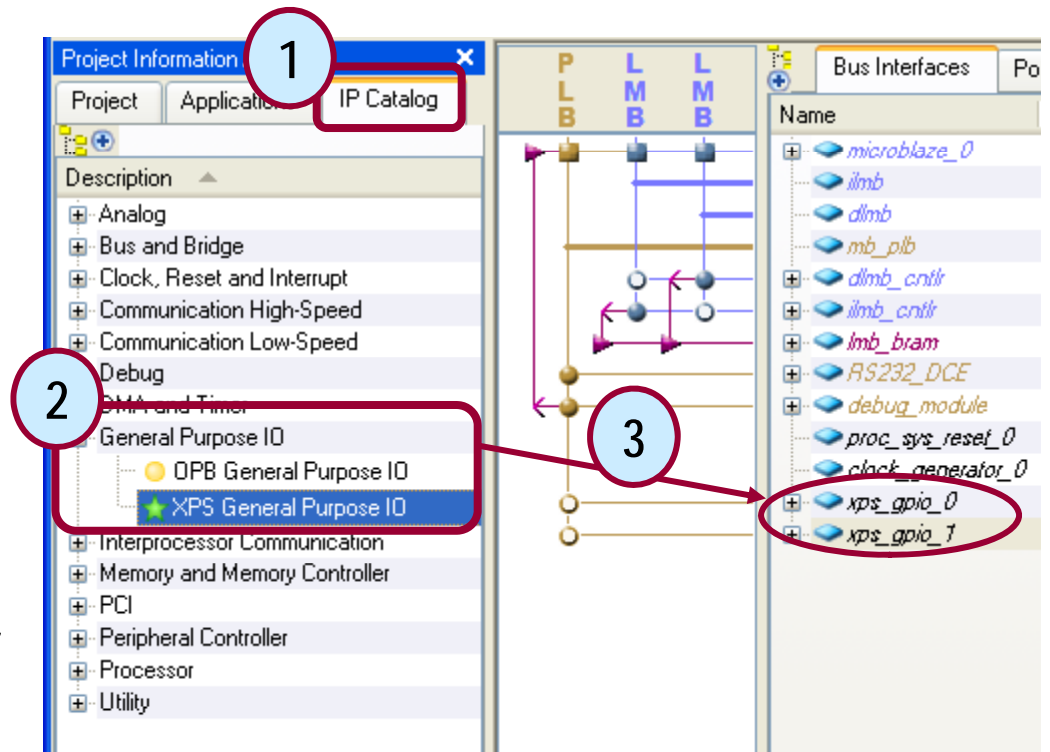 1
Project Information
Project
Application
IP Catalog
Description
Analog
Bus and Bridge
Clock, Reset and Interrupt
Communication High-Speed
Communication Low-Speed
Debug
2
DMA and Timer
General Purpose IO
OPB General Purpose IO
XPS General Purpose IO
Interprocessor Communication
Memory and Memory Controller
PCI
Peripheral Controller
Processor
Utility
PLB
LMB
LMB
3
Bus Interfaces
Po
Name
microblaze_0
ilmb
dlmb
mb_plb
dlmb_cntlr
ilmb_cntlr
lmb_bram
RS232_DCE
debug_module
proc_sys_reset_0
clock_generator_0
xps_gpio_0
xps_gpio_1